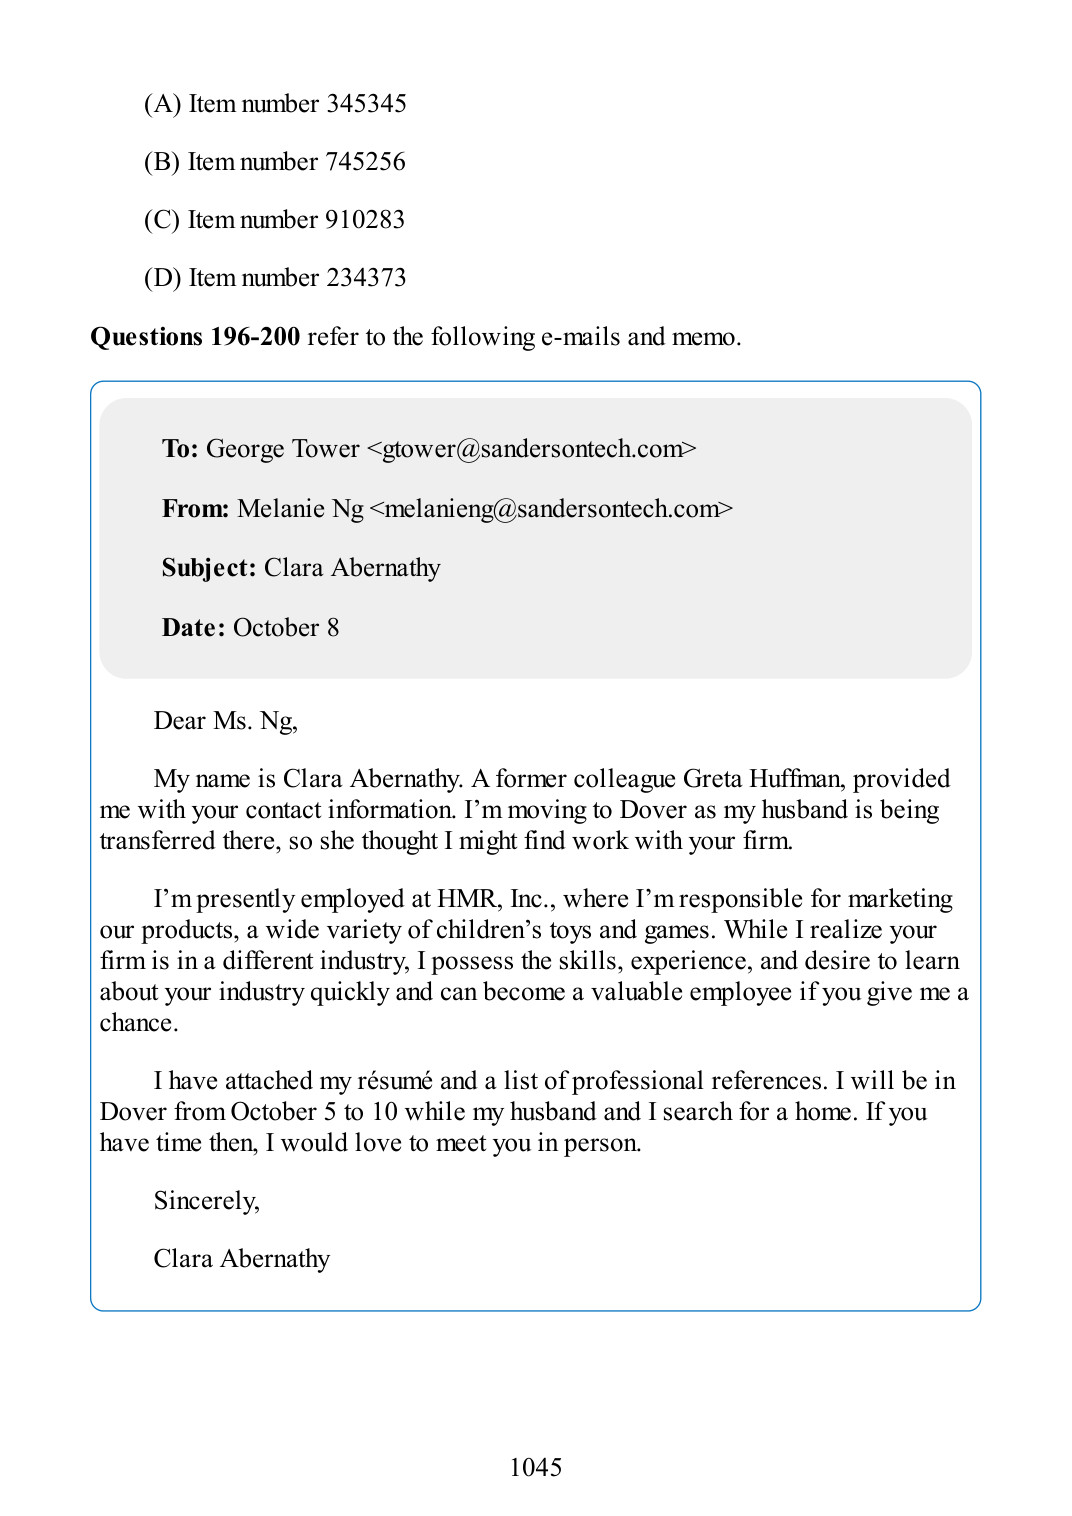 (A) Item number 345345
(B) Item number 745256
(C) Item number 910283
(D) Item number 234373
Questions 196-200 refer to the following e-mails and memo.
To: George Tower <gtower@sandersontech.com>
From: Melanie Ng <melanieng@sandersontech.com>
Subject: Clara Abernathy
Date: October 8
Dear Ms. Ng,
My name is Clara Abernathy. A former colleague Greta Huffman, provided
me with your contact information. I’m moving to Dover as my husband is being
transferred there, so she thought I might find work with your firm.
I’m presently employed at HMR, Inc., where I’m responsible for marketing
our products, a wide variety of children’s toys and games. While I realize your
firm is in a different industry, I possess the skills, experience, and desire to learn
about your industry quickly and can become a valuable employee if you give me a
chance.
I have attached my résumé and a list of professional references. I will be in
Dover from October 5 to 10 while my husband and I search for a home. If you
have time then, I would love to meet you in person.
Sincerely,
Clara Abernathy
1045